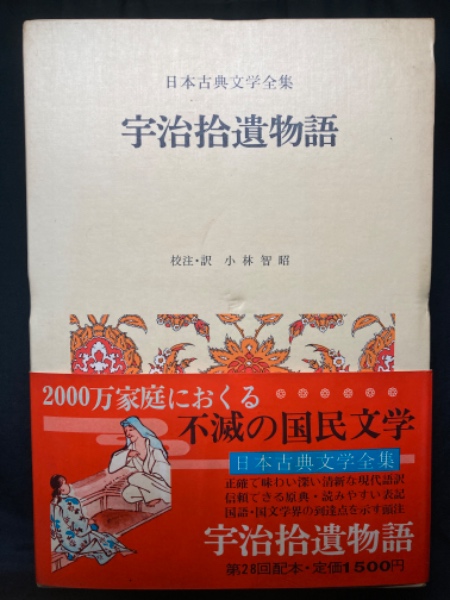 日本古典文学全集
宇治拾遺物語
校注・訳 小林智昭
2000万家庭におくる
不滅の国民文学
日本古典文学全集
正確で味わい深い清新な現代語訳
信頼できる原典・読みやすい表記
国語・国文学界の到達点を示す頭注
宇治拾遺物語
第28回配本・定価1500円